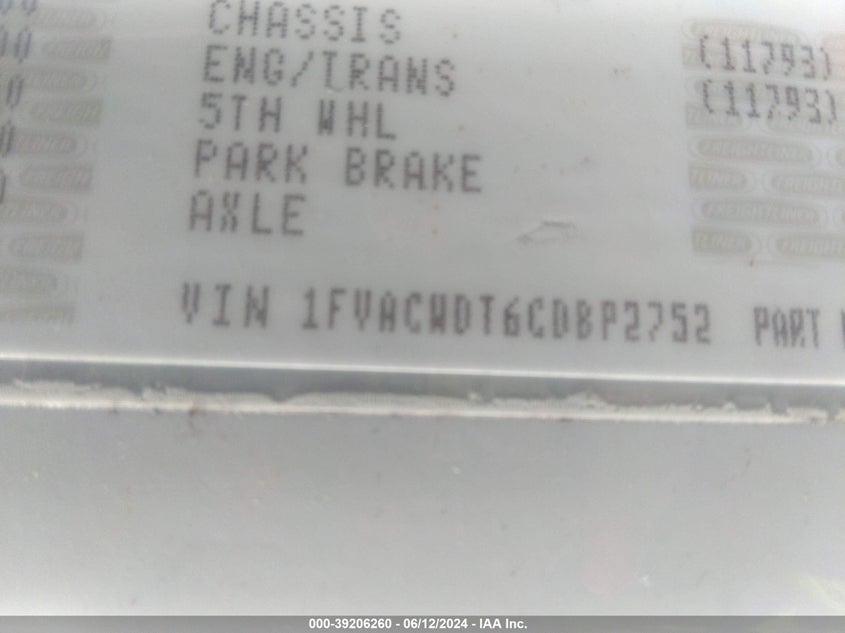 CHASSIS
ENG/TRANS (11793)
5TH WHL (11793)
PARK BRAKE
AXLE
VIN 1FVACWDT6CDBP2752 PART
FREIGHTLINER
000-39206260 - 06/12/2024 - IAA Inc.